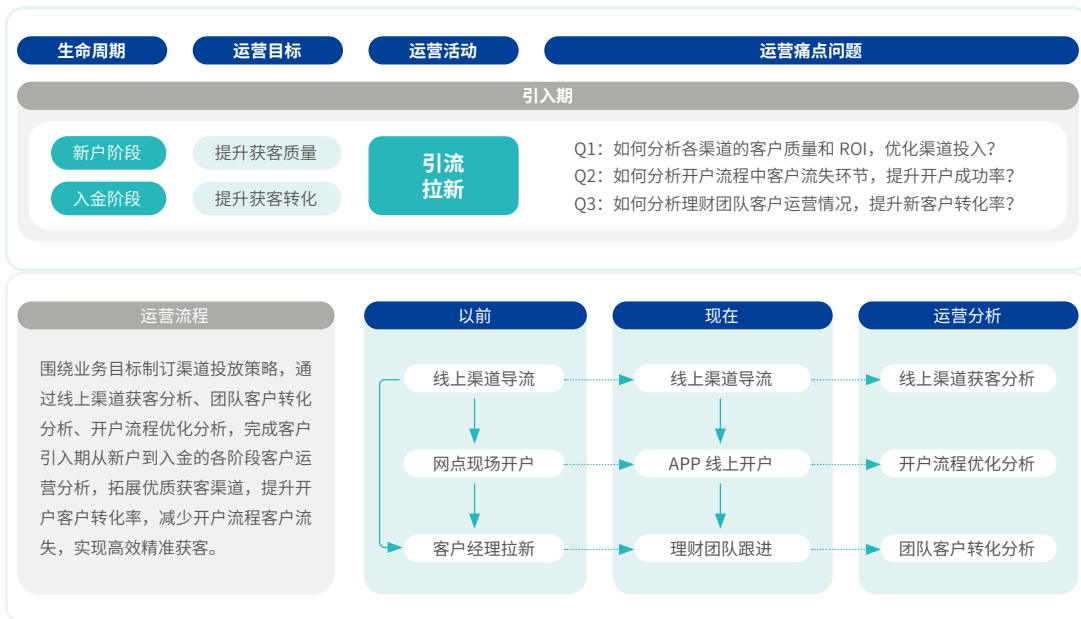 生命周期
运营目标
运营活动
运营痛点问题
引入期
新户阶段
提升获客质量
入金阶段
提升获客转化
引流
拉新
Q1：如何分析各渠道的客户质量和 ROI，优化渠道投入？
Q2：如何分析开户流程中客户流失环节，提升开户成功率？
Q3：如何分析理财团队客户运营情况，提升新客户转化率？
运营流程
围绕业务目标制订渠道投放策略，通
过线上渠道获客分析、团队客户转化
分析、开户流程优化分析，完成客户
引入期从新户到入金的各阶段客户运
营分析，拓展优质获客渠道，提升开
户客户转化率，减少开户流程客户流
失，实现高效精准获客。
以前
现在
运营分析
线上渠道导流
线上渠道导流
线上渠道获客分析
网点现场开户
APP 线上开户
开户流程优化分析
客户经理拉新
理财团队跟进
团队客户转化分析